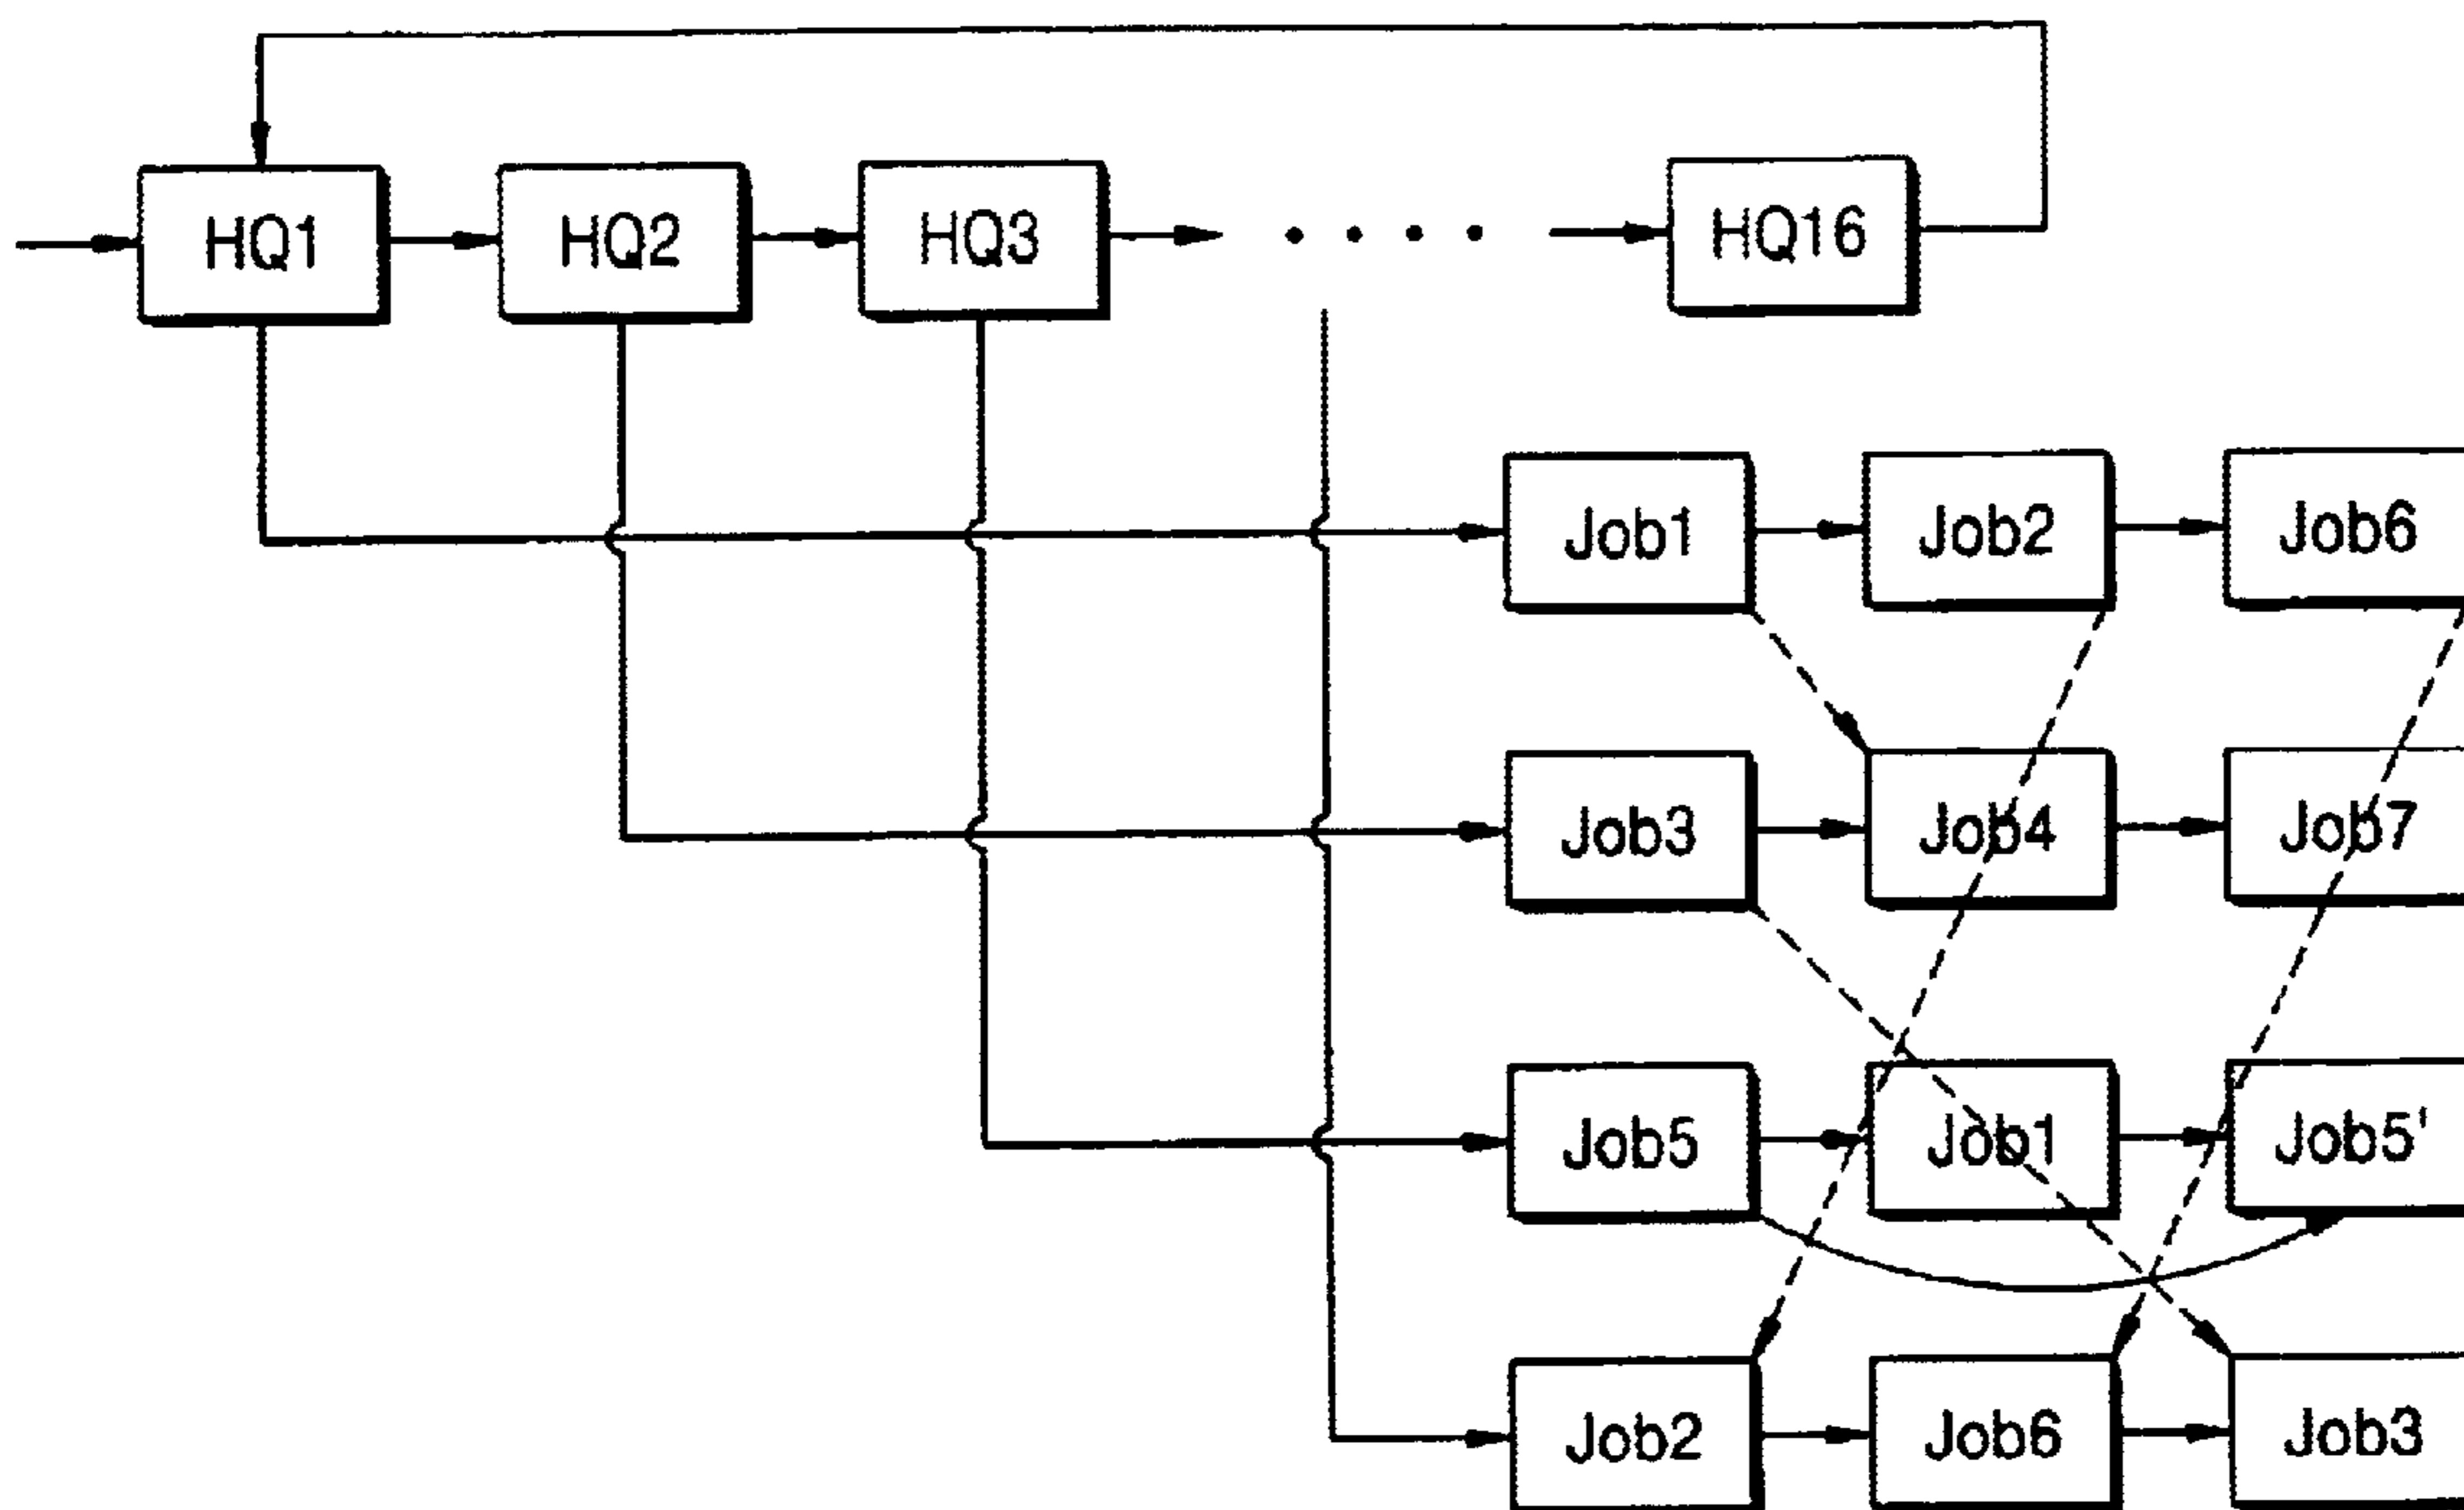 HQ1 HQ2 HQ3 • • • • HQ16
Job1 Job2 Job6
Job3 Job4 Job7
Job5 Job1 Job5'
Job2 Job6 Job3